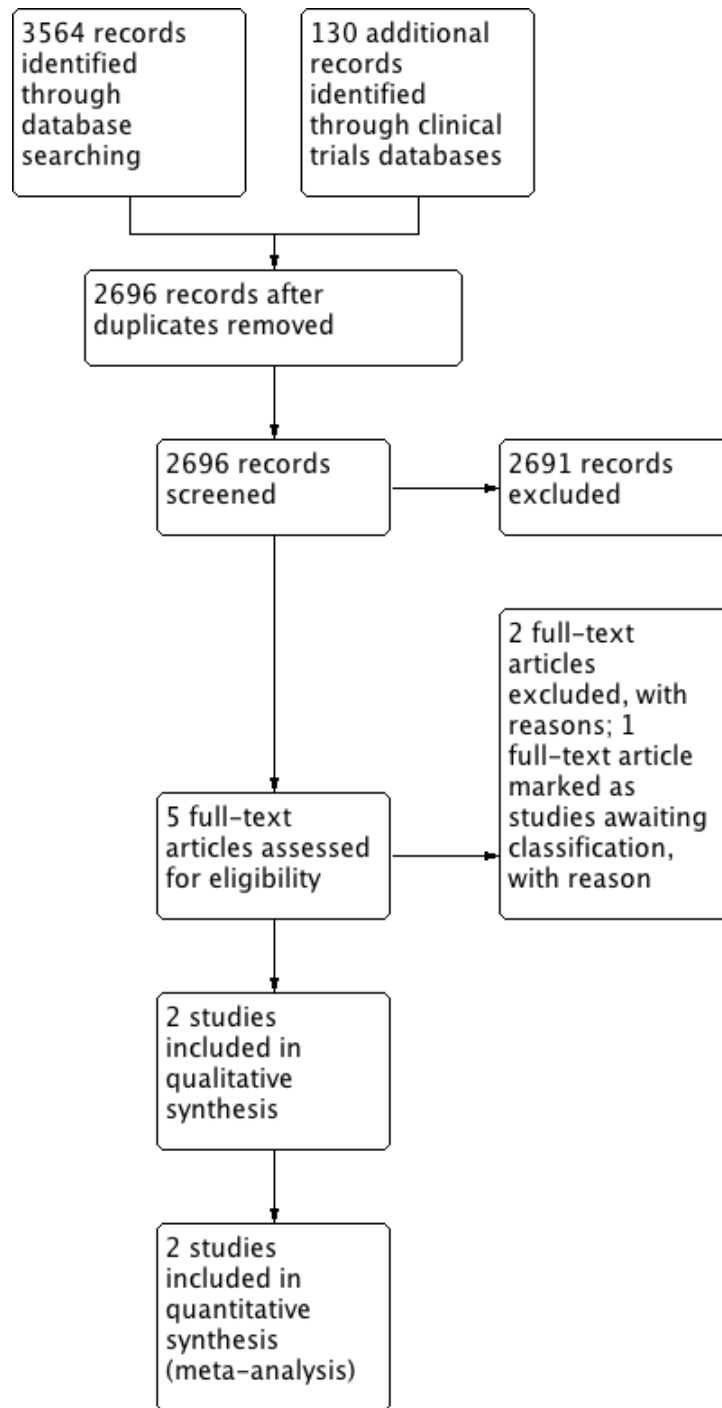 3564 records
identified
through
database
searching
130 additional
records
identified
through clinical
trials databases
2696 records after
duplicates removed
2696 records
screened
2691 records
excluded
2 full-text
articles
excluded, with
reasons; 1
full-text article
marked as
studies awaiting
classification,
with reason
5 full-text
articles assessed
for eligibility
2 studies
included in
qualitative
synthesis
2 studies
included in
quantitative
synthesis
(meta-analysis)